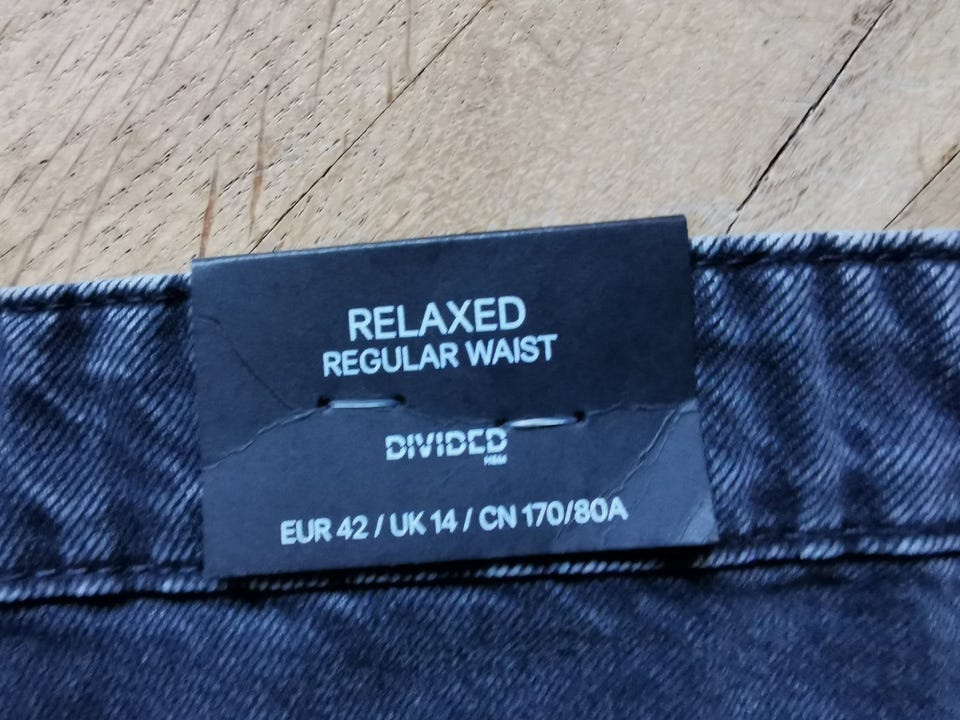 RELAXED
REGULAR WAIST
DIVIDED
H&M
EUR 42 / UK 14 / CN 170/80A